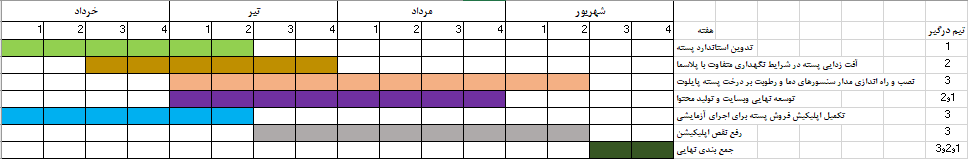 خرداد تیر مرداد شهریور
1 2 3 4 1 2 3 4 1 2 3 4 1 2 3 4 هفته تیم درگیر
تدوین استاندارد پسته 1
آفت زدایی پسته در شرایط نگهداری متفاوت با پلاسما 2
نصب و راه اندازی مدار سنسورهای دما و رطوبت بر درخت پسته پایلوت 3
توسعه نهایی وبسایت و تولید محتوا 1و2
تکمیل اپلیکیش فروش پسته برای اجرای آزمایشی 3
رفع نقص اپلیکیشن 3
جمع بندی نهایی 1و2و3